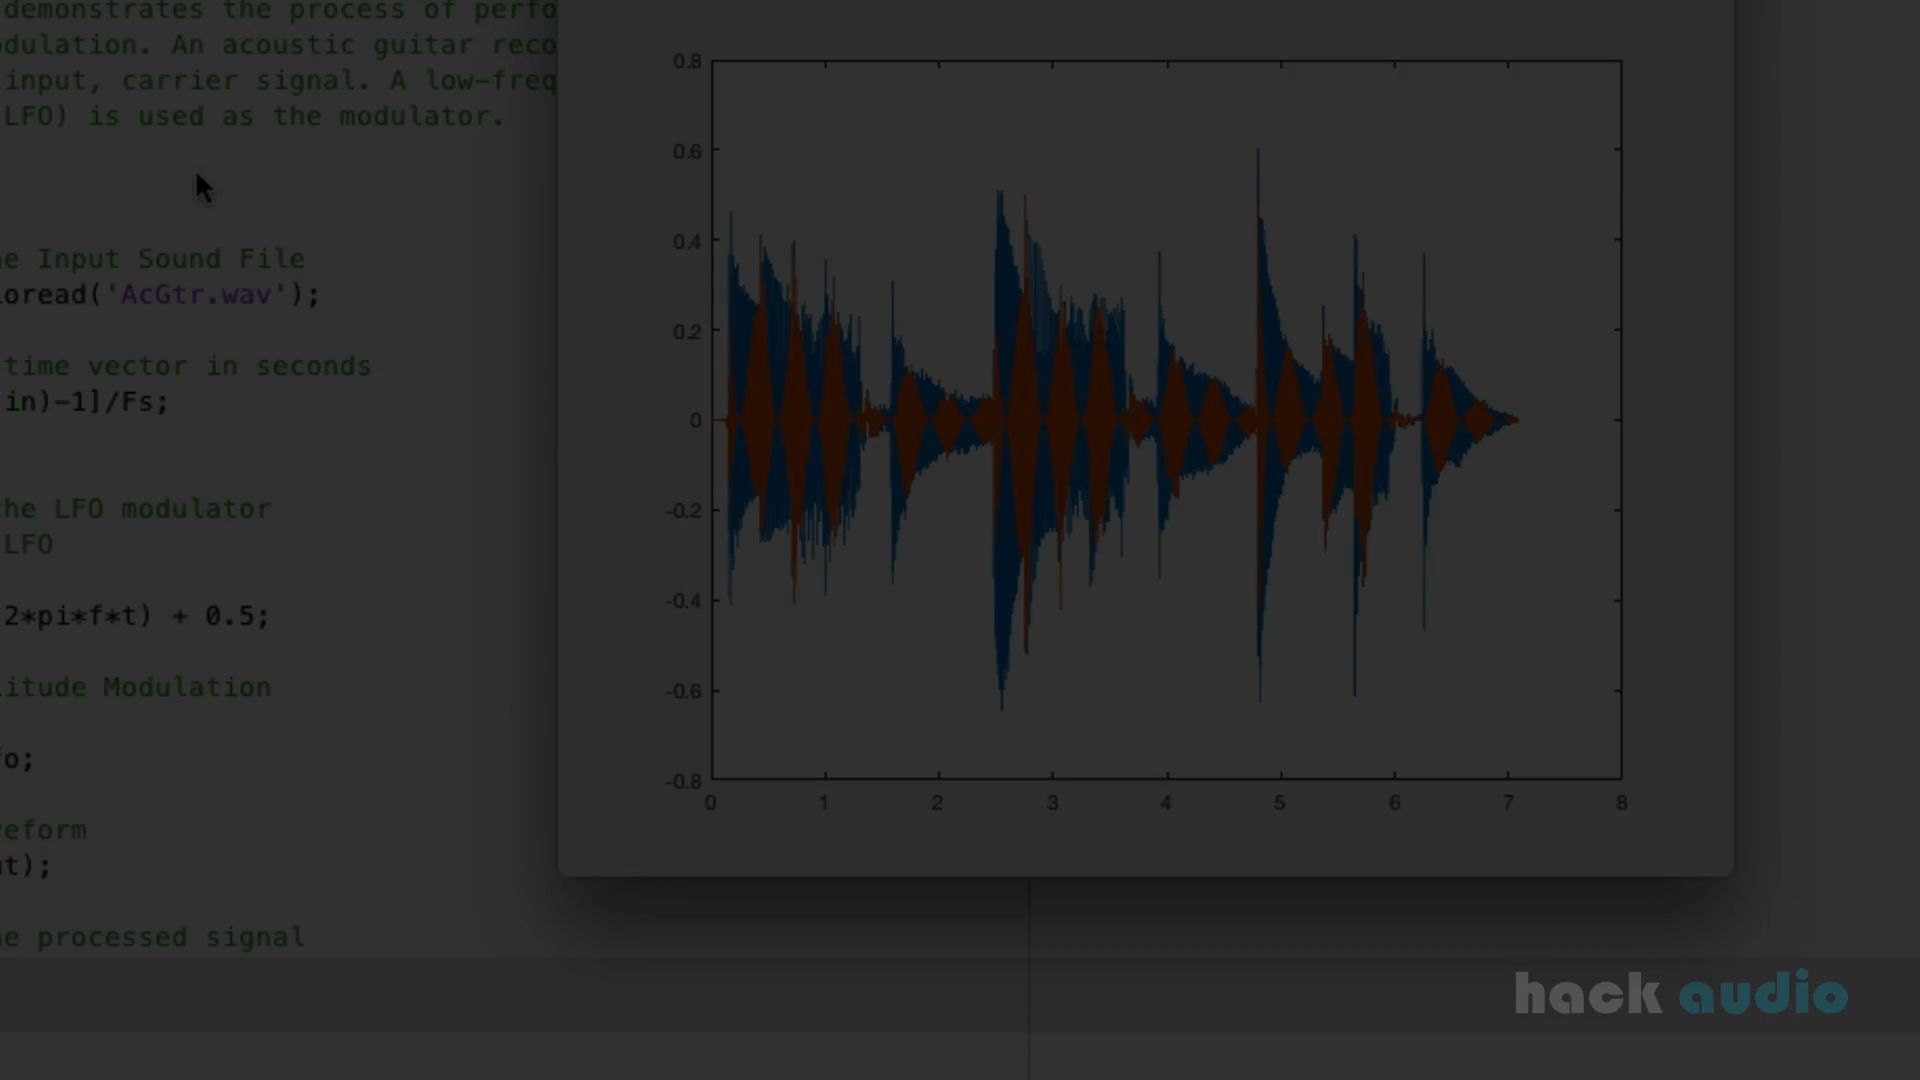 demonstrates the process of perfo
dulation. An acoustic guitar reco
input, carrier signal. A low-freq
LFO) is used as the modulator.
e Input Sound File
oread('AcGtr.wav');
time vector in seconds
in)-1]/Fs;
he LFO modulator
LFO
2*pi*f*t) + 0.5;
itude Modulation
o;
veform
t);
e processed signal
0.8
0.6
0.4
0.2
0
-0.2
-0.4
-0.6
-0.8
0 1 2 3 4 5 6 7 8
hack audio